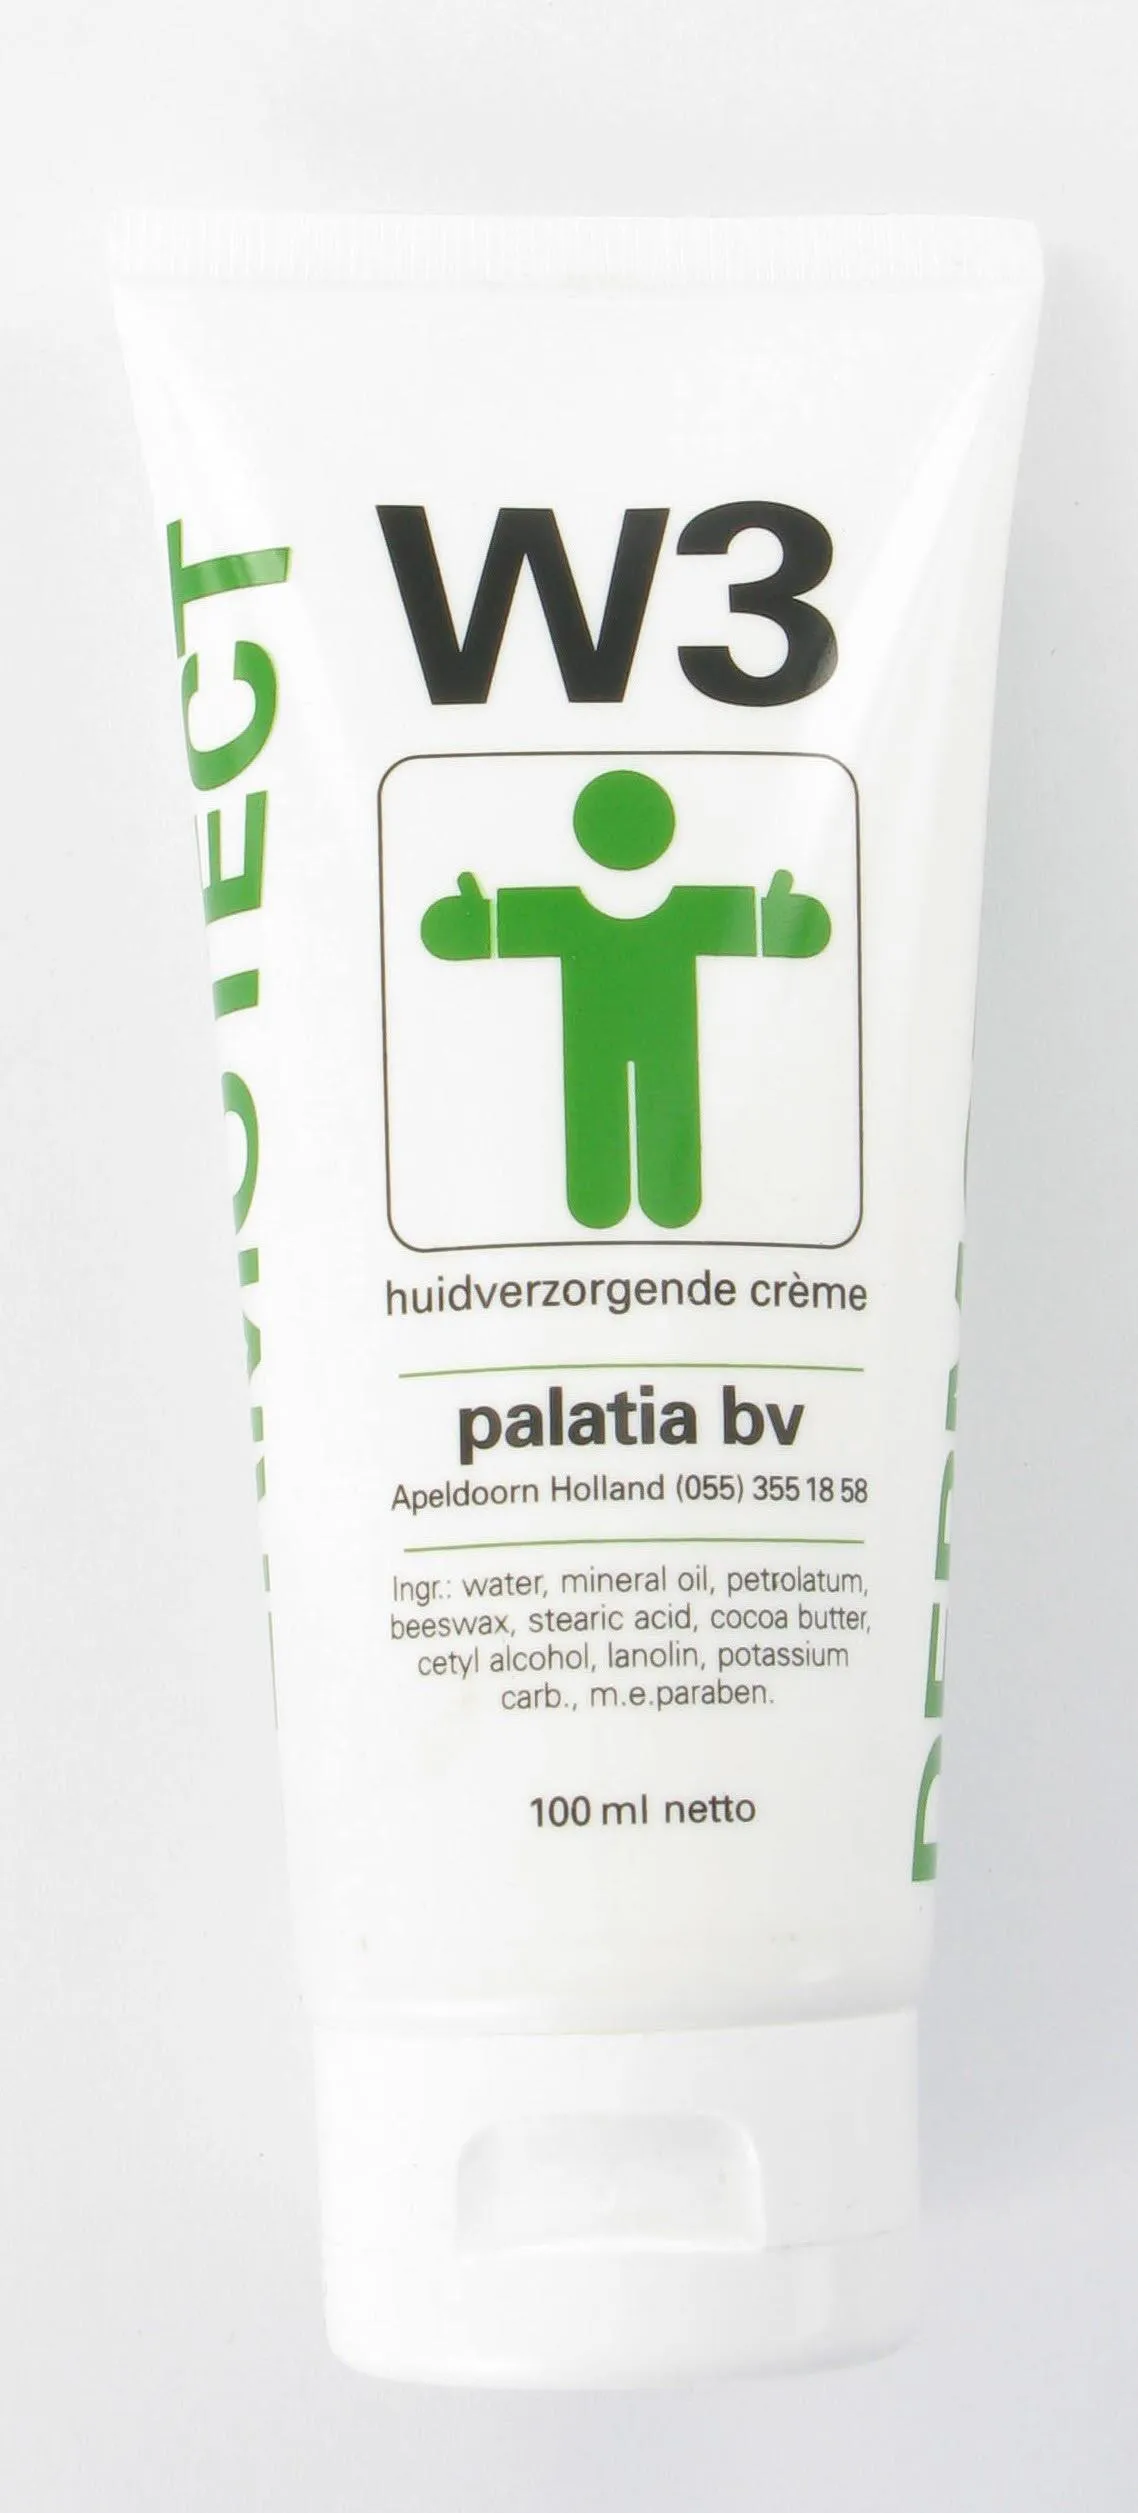 W3
huidverzorgende crème
palatia bv
Apeldoorn Holland (055) 355 18 58
Ingr.: water, mineral oil, petrolatum,
beeswax, stearic acid, cocoa butter,
cetyl alcohol, lanolin, potassium
carb., m.e.paraben.
100 ml netto